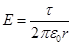 E = τ / 2πε₀r